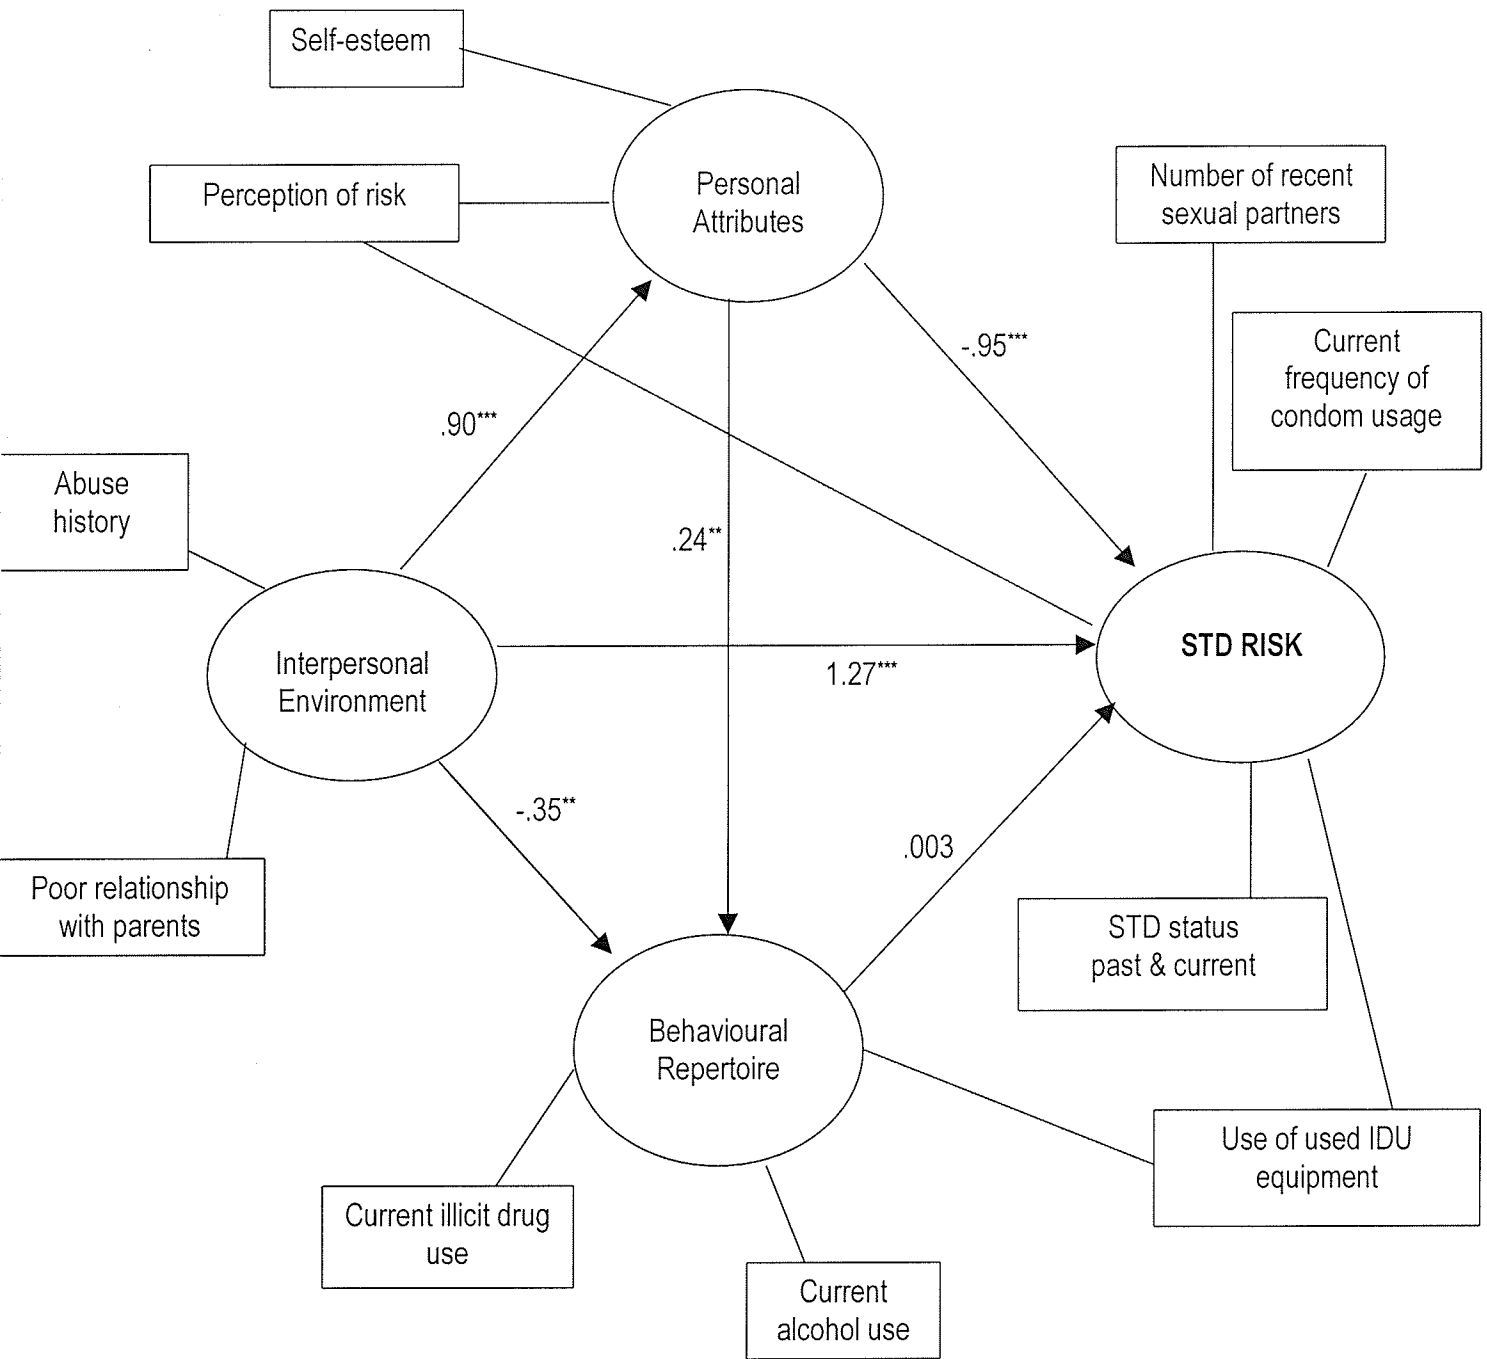 Self-esteem
Perception of risk
Personal
Attributes
Number of recent
sexual partners
-.95***
Current
frequency of
condom usage
.90***
Abuse
history
.24**
STD RISK
Interpersonal
Environment
1.27***
-.35**
.003
Poor relationship
with parents
STD status
past & current
Behavioural
Repertoire
Use of used IDU
equipment
Current illicit drug
use
Current
alcohol use